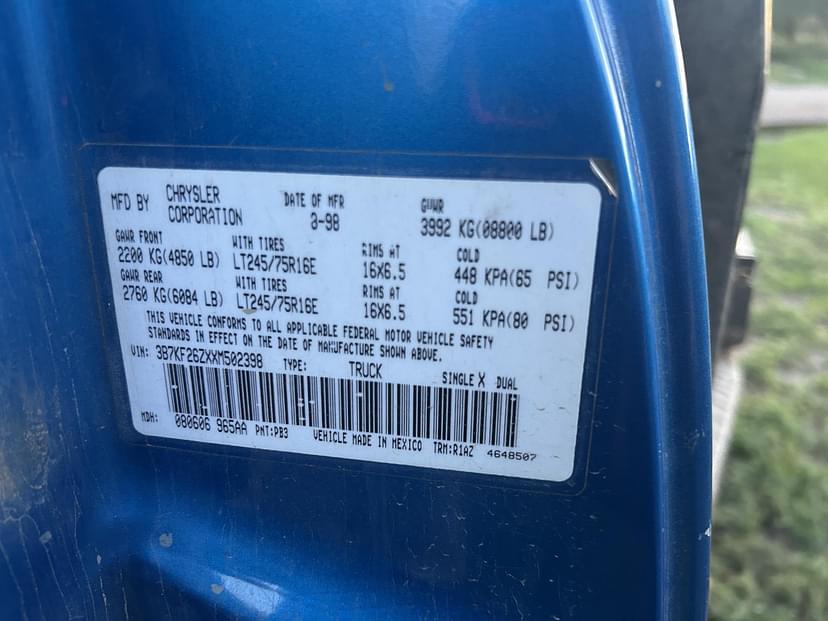 MFD BY CHRYSLER CORPORATION DATE OF MFR GVWR
-98 3992 KG(08800 LB)
GAWR FRONT WITH TIRES RIMS AT COLD
2200 KG(4850 LB) LT245/75R16E 16X6.5 448 KPA(65 PSI)
GAWR REAR WITH TIRES RIMS AT COLD
2760 KG(6084 LB) LT245/75R16E 16X6.5 551 KPA(80 PSI)
THIS VEHICLE CONFORMS TO ALL APPLICABLE FEDERAL MOTOR VEHICLE SAFETY
STANDARDS IN EFFECT ON THE DATE OF MANUFACTURE SHOWN ABOVE.
VIN: 3B7KF26ZXXM502398 TYPE: TRUCK SINGLE X DUAL
MDH: 080606 965AA PNT:PB3 VEHICLE MADE IN MEXICO TRM:R1AZ 4648507